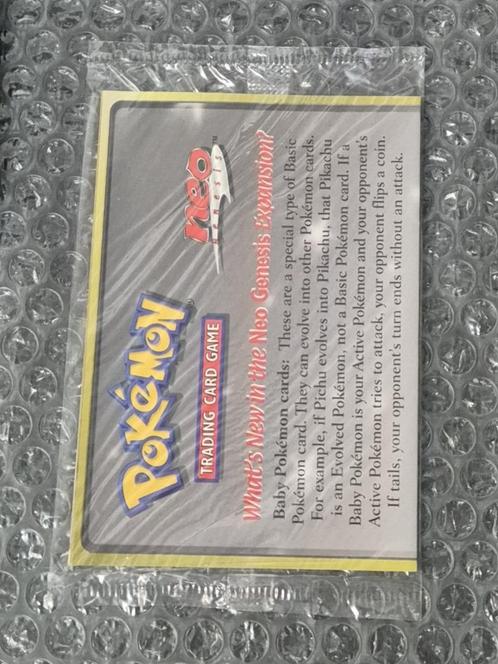 POKéMON™
TRADING CARD GAME
neo™
genesis
What's New in the Neo Genesis Expansion?
Baby Pokémon cards: These are a special type of Basic
Pokémon card. They can evolve into other Pokémon cards.
For example, if Pichu evolves into Pikachu, that Pikachu
is an Evolved Pokémon, not a Basic Pokémon card. If a
Baby Pokémon is your Active Pokémon and your opponent's
Active Pokémon tries to attack, your opponent flips a coin.
If tails, your opponent's turn ends without an attack.